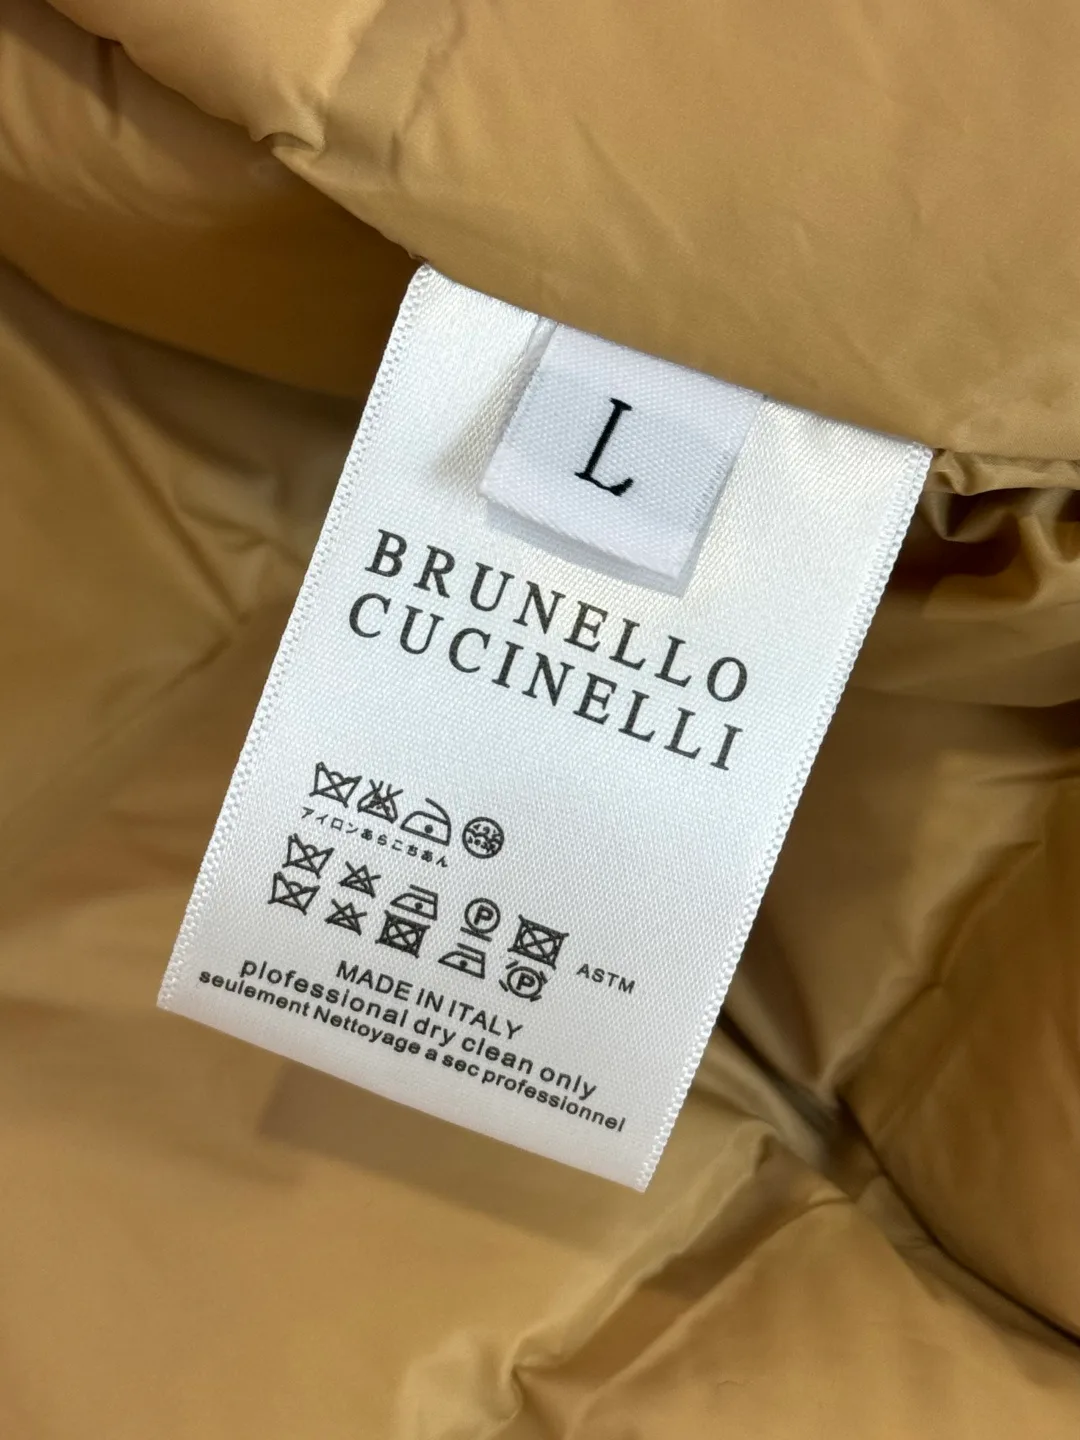 L
BRUNELLO
CUCINELLI
アイロンあらこちあん
P
ASTM
P
MADE IN ITALY
plofessional dry clean only
seulement Nettoyage a sec professionnel